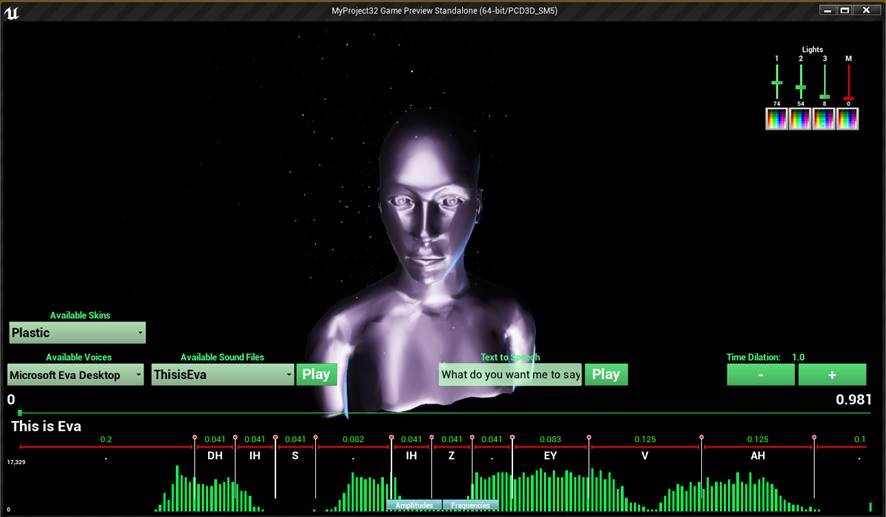 MyProject32 Game Preview Standalone (64-bit/PCD3D_SM5)
Lights
1 2 3 M
74 54 8 0
Available Skins
Plastic
Available Voices Available Sound Files Text to Speech Time Dilation: 1.0
Microsoft Eva Desktop ThisisEva Play What do you want me to say Play - +
0 0.981
This is Eva
0.2 0.041 0.041 0.041 0.082 0.041 0.041 0.041 0.083 0.125 0.125 0.1
. DH IH S . IH Z . EY V AH .
17,329
0
Amplitudes Frequencies